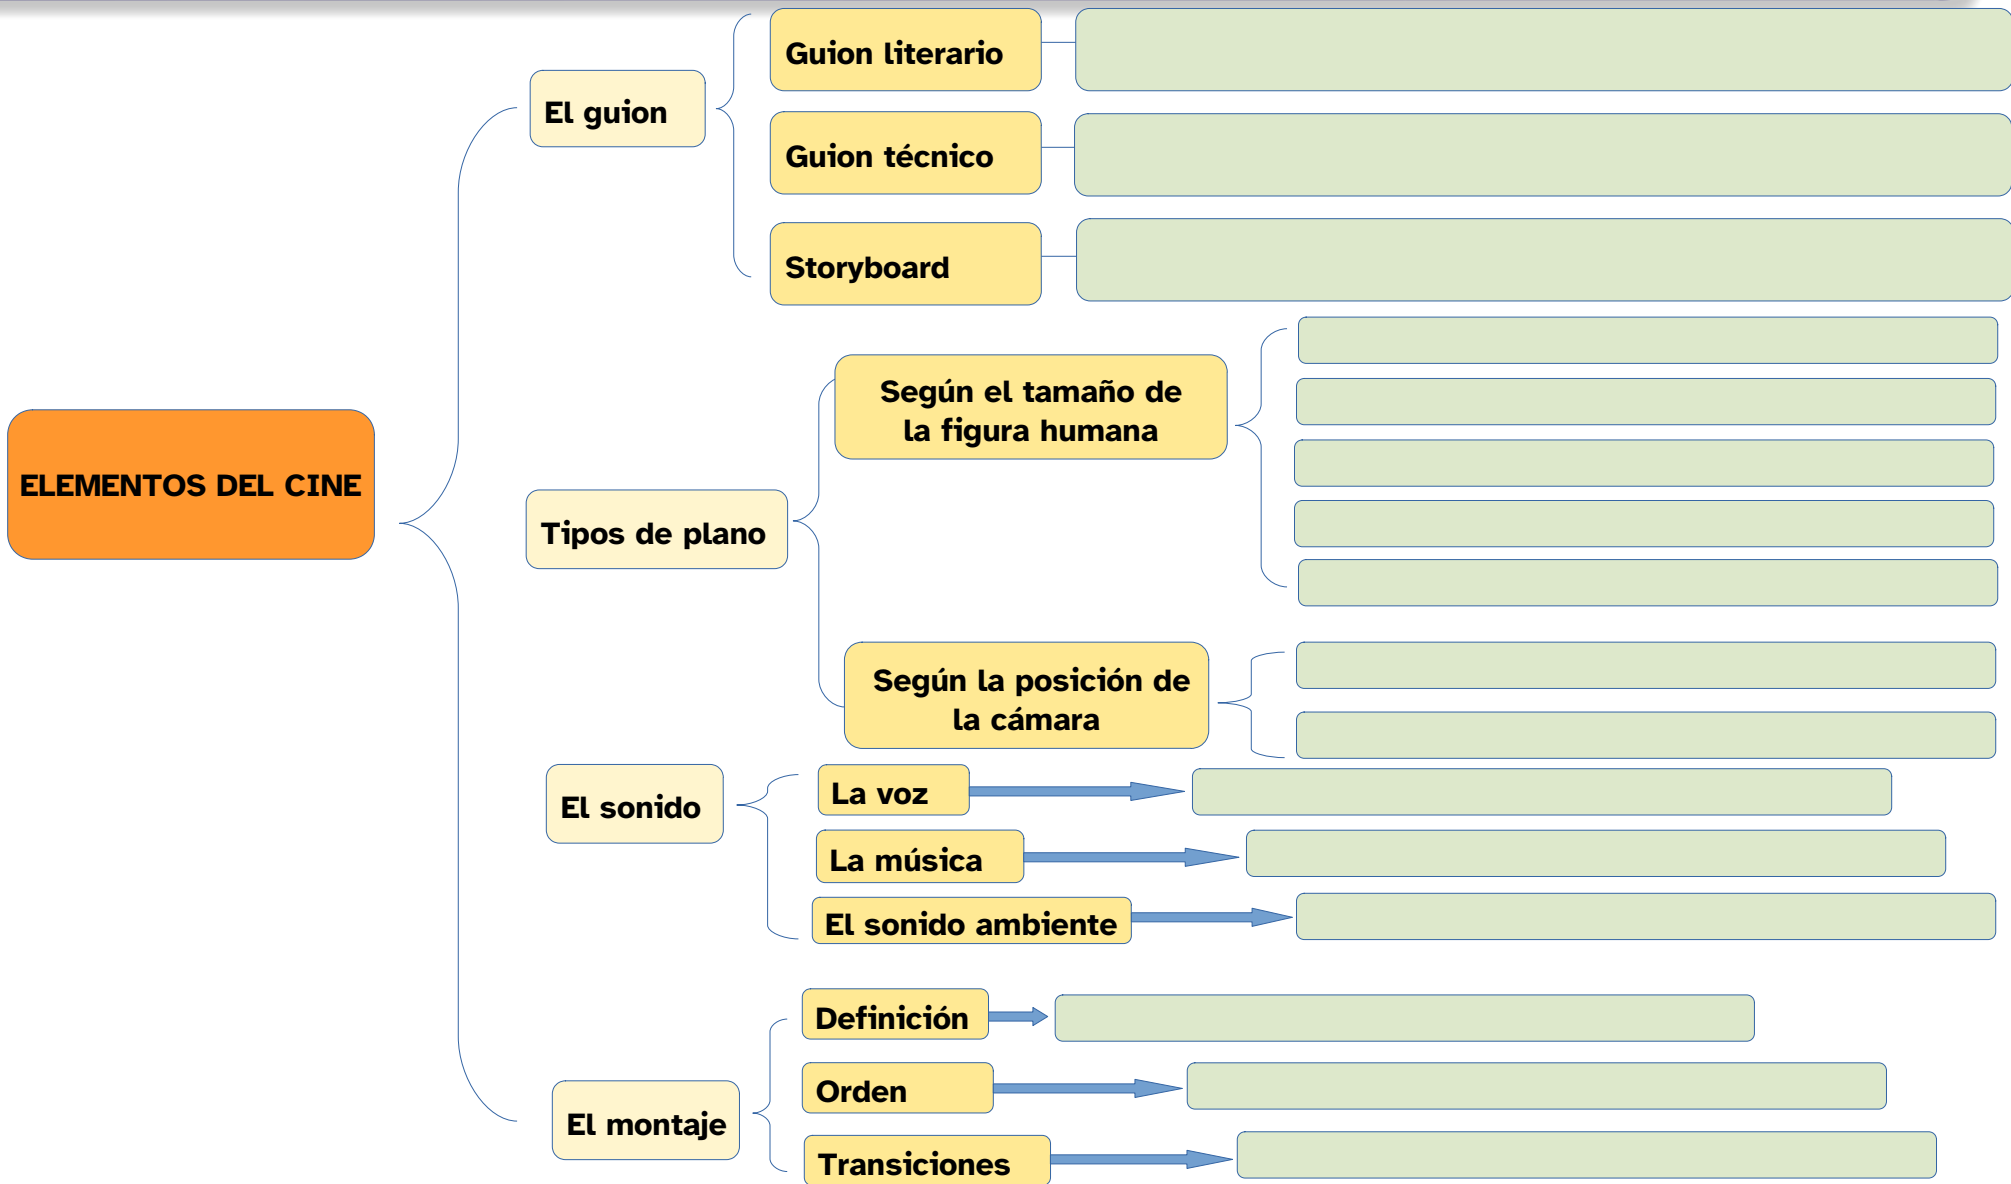 ELEMENTOS DEL CINE
El guion
Guion literario
Guion técnico
Storyboard
Tipos de plano
Según el tamaño de
la figura humana
Según la posición de
la cámara
El sonido
La voz
La música
El sonido ambiente
El montaje
Definición
Orden
Transiciones